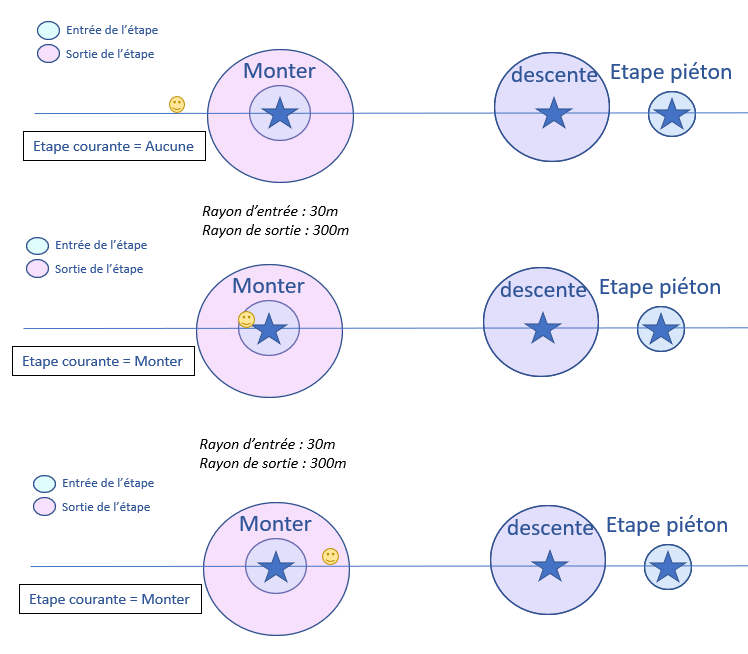 Entrée de l'étape
Sortie de l'étape
Monter
descente
Etape piéton
Etape courante = Aucune
Rayon d'entrée : 30m
Rayon de sortie : 300m
Entrée de l'étape
Sortie de l'étape
Monter
descente
Etape piéton
Etape courante = Monter
Rayon d'entrée : 30m
Rayon de sortie : 300m
Entrée de l'étape
Sortie de l'étape
Monter
descente
Etape piéton
Etape courante = Monter